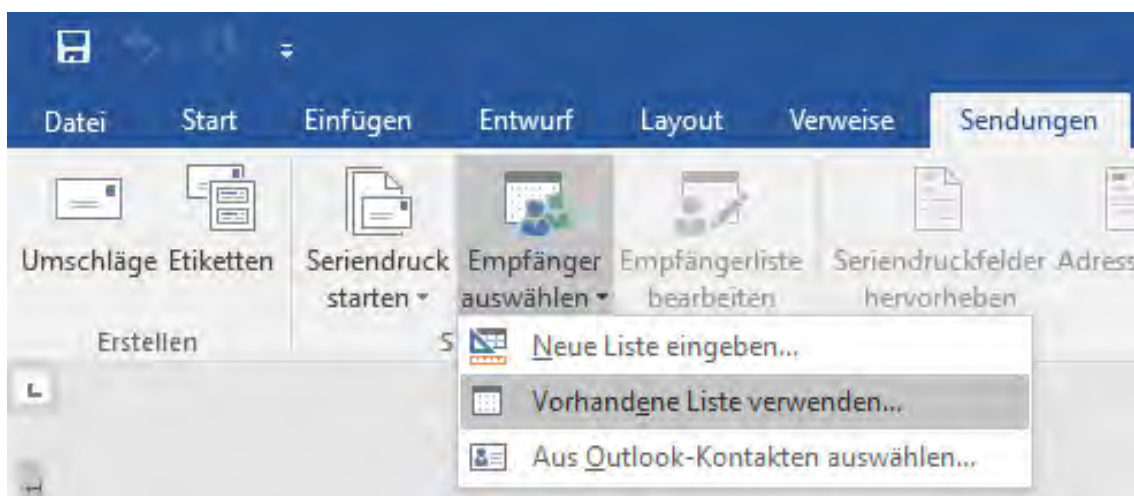 Datei Start Einfügen Entwurf Layout Verweise Sendungen
Umschläge Etiketten Seriendruck Empfänger Empfängerliste Seriendruckfelder Adress
starten auswählen bearbeiten hervorheben
Erstellen S
Neue Liste eingeben...
Vorhandene Liste verwenden...
Aus Outlook-Kontakten auswählen...